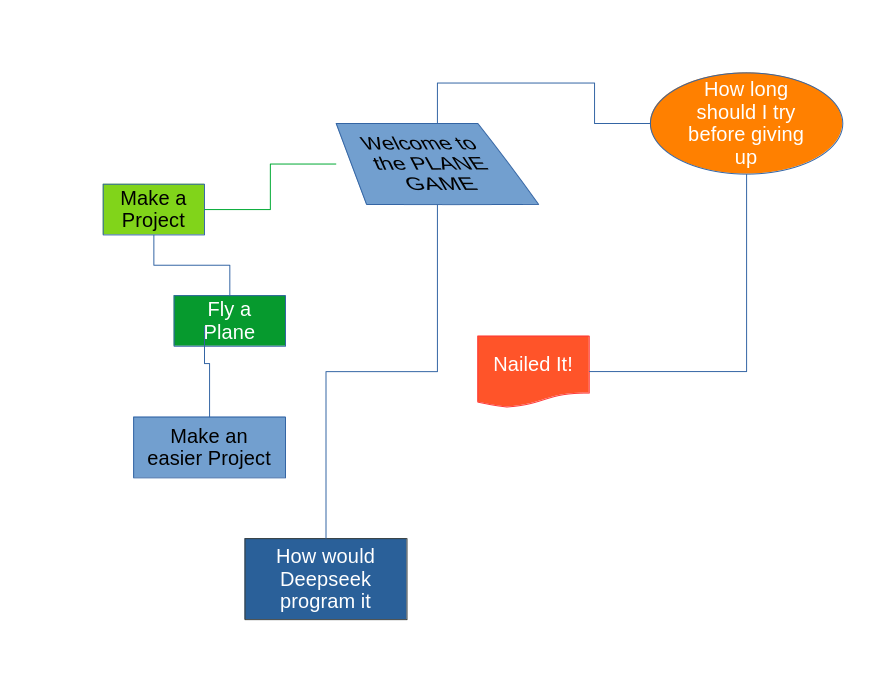 How long
should I try
before giving
up
Welcome to
the PLANE
GAME
Make a
Project
Fly a
Plane
Nailed It!
Make an
easier Project
How would
Deepseek
program it